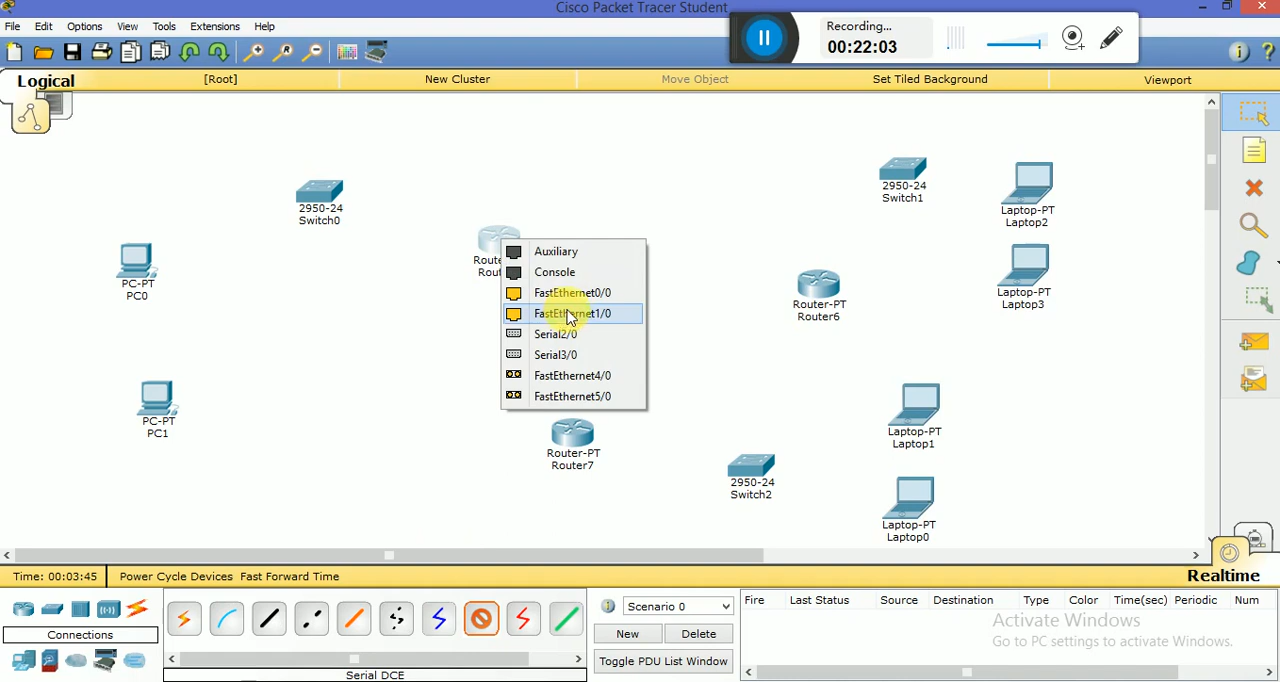 Cisco Packet Tracer Student
File Edit Options View Tools Extensions Help
Recording...
00:22:03
Logical
[Root]
New Cluster
Move Object
Set Tiled Background
Viewport
2950-24
Switch0
2950-24
Switch1
Laptop-PT
Laptop2
PC-PT
PC0
Auxiliary
Console
FastEthernet0/0
FastEthernet1/0
Serial2/0
Serial3/0
FastEthernet4/0
FastEthernet5/0
Router-PT
Router6
Laptop-PT
Laptop3
PC-PT
PC1
Router-PT
Router7
Laptop-PT
Laptop1
2950-24
Switch2
Laptop-PT
Laptop0
Time: 00:03:45 Power Cycle Devices Fast Forward Time
Realtime
Connections
Serial DCE
Scenario 0
New
Delete
Toggle PDU List Window
Fire Last Status Source Destination Type Color Time(sec) Periodic Num
Activate Windows
Go to PC settings to activate Windows.